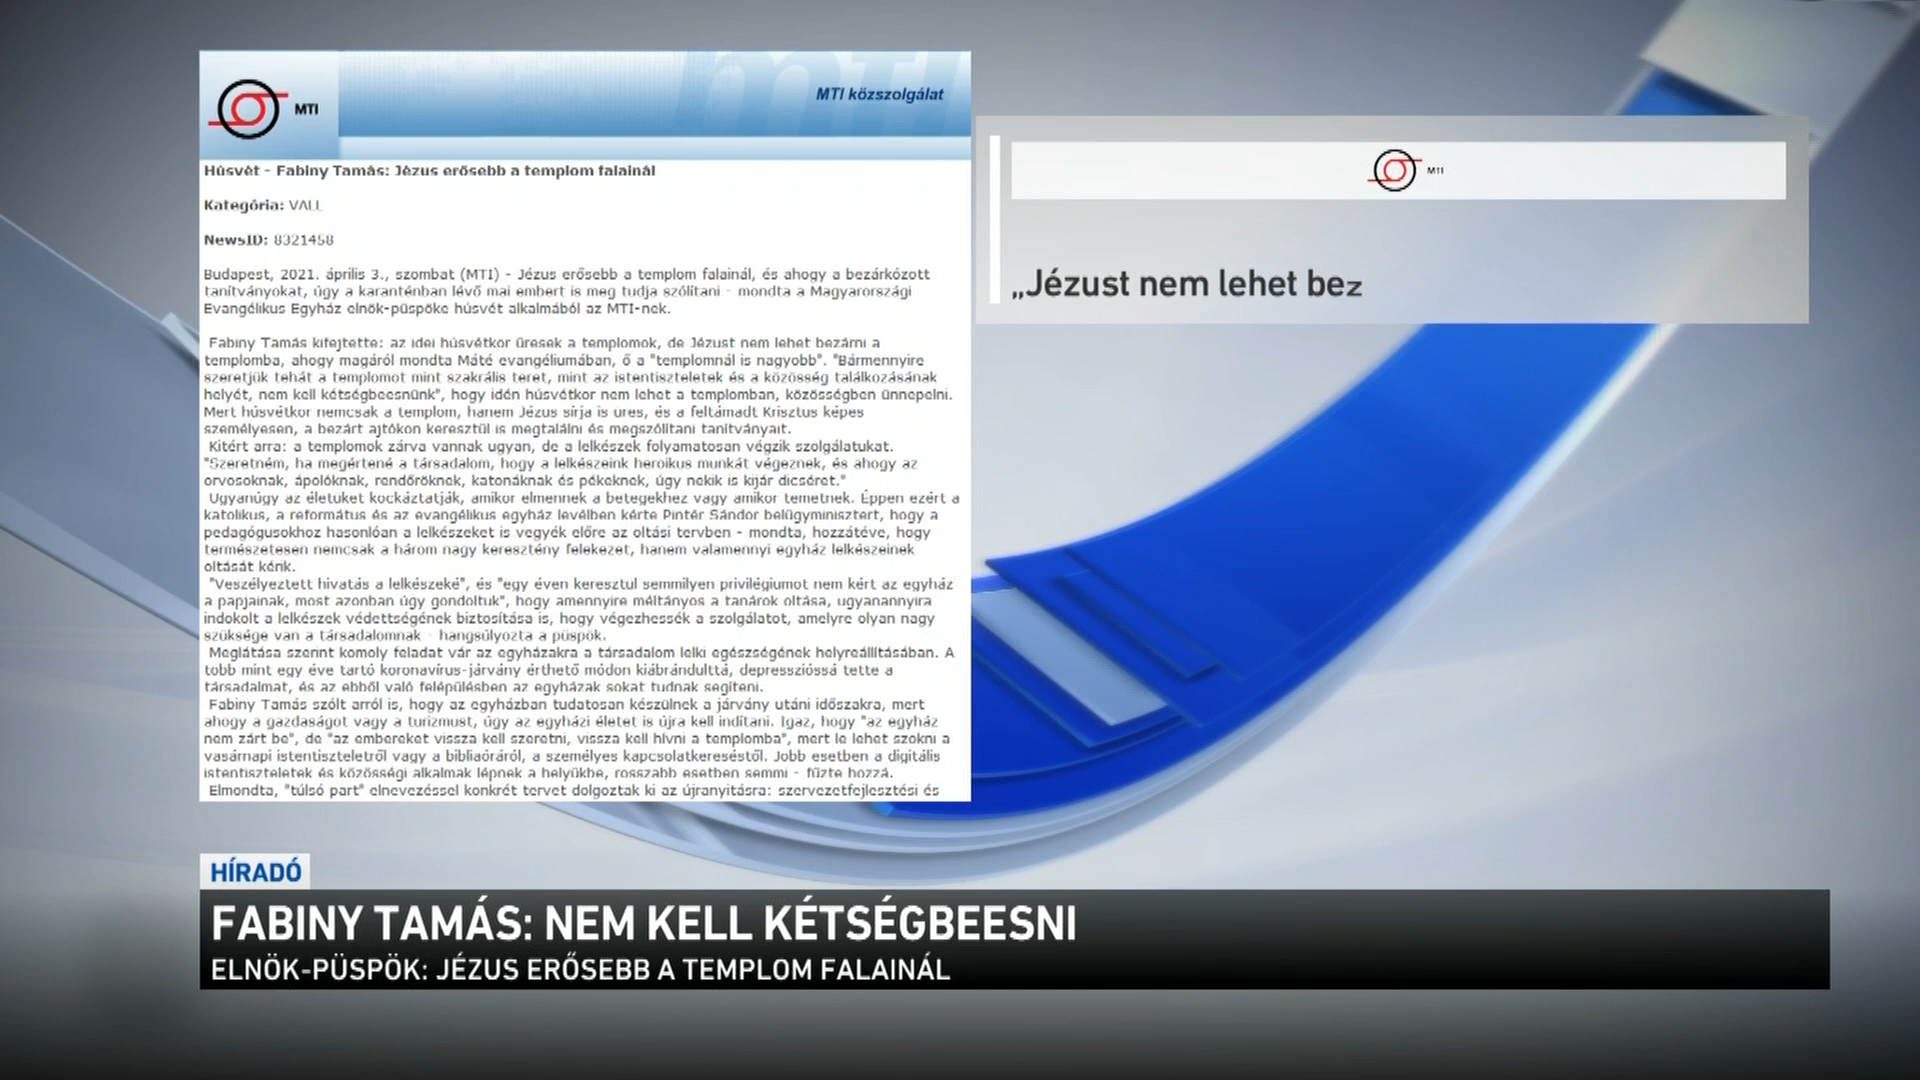 MTI
MTI közszolgálat
Húsvét - Fabiny Tamás: Jézus erősebb a templom falainál
Kategória: VALL
NewsID: 8321458
Budapest, 2021. április 3., szombat (MTI) - Jézus erősebb a templom falainál, és ahogy a bezárkózott
tanítványokat, úgy a karanténban lévő mai embert is meg tudja szólítani - mondta a Magyarországi
Evangélikus Egyház elnök-püspöke húsvét alkalmából az MTI-nek.
Fabiny Tamás kifejtette: az idei húsvétkor üresek a templomok, de Jézust nem lehet bezárni a
templomba, ahogy magáról mondta Máté evangéliumában, ő a "templomnál is nagyobb". "Bármennyire
szeretjük tehát a templomot mint szakrális teret, mint az istentiszteletek és a közösség találkozásának
helyét, nem kell kétségbeesnünk", hogy idén húsvétkor nem lehet a templomban, közösségben ünnepelni.
Mert húsvétkor nemcsak a templom, hanem Jézus sírja is üres, és a feltámadt Krisztus képes
személyesen, a bezárt ajtókon keresztül is megtalálni és megszólítani tanítványait.
Kitért arra: a templomok zárva vannak ugyan, de a lelkészek folyamatosan végzik szolgálatukat.
"Szeretném, ha megértené a társadalom, hogy a lelkészeink heroikus munkát végeznek, és ahogy az
orvosoknak, ápolóknak, rendőröknek, katonáknak és pékeknek, úgy nekik is kijár dicséret."
Ugyanúgy az életüket kockáztatják, amikor elmennek a betegekhez vagy amikor temetnek. Éppen ezért a
katolikus, a református és az evangélikus egyház levélben kérte Pintér Sándor belügyminisztert, hogy a
pedagógusokhoz hasonlóan a lelkészeket is vegyék előre az oltási tervben - mondta, hozzátéve, hogy
természetesen nemcsak a három nagy keresztény felekezet, hanem valamennyi egyház lelkészeinek
oltását kérik.
"Veszélyeztett hivatás a lelkészeké", és "egy éven keresztül semmilyen privilégiumot nem kért az egyház
a papjainak, most azonban úgy gondoltuk", hogy amennyire méltányos a tanárok oltása, ugyanannyira
indokolt a lelkészek védettségének biztosítása is, hogy végezhessék a szolgálatot, amelyre olyan nagy
szüksége van a társadalomnak - hangsúlyozta a püspök.
Meglátása szerint komoly feladat vár az egyházakra a társadalom lelki egészségének helyreállításában. A
több mint egy éve tartó koronavírus-járvány érthető módon kiábrándulttá, depresszióssá tette a
társadalmat, és az ebből való felépülésben az egyházak sokat tudnak segíteni.
Fabiny Tamás szólt arról is, hogy az egyházban tudatosan készülnek a járvány utáni időszakra, mert
ahogy a gazdaságot vagy a turizmust, úgy az egyházi életet is újra kell indítani. Igaz, hogy "az egyház
nem zárt be", de "az embereket vissza kell szeretni, vissza kell hívni a templomba", mert le lehet szokni a
vasárnapi istentiszteletről vagy a bibliaóráról, a személyes kapcsolatkereséstől. Jobb esetben a digitális
istentiszteletek és közösségi alkalmak lépnek a helyükbe, rosszabb esetben semmi - fűzte hozzá.
Elmondta, "túlsó part" elnevezéssel konkrét tervet dolgoztak ki az újranyitásra: szervezetfejlesztési és
MTI
„Jézust nem lehet bez
HÍRADÓ
FABINY TAMÁS: NEM KELL KÉTSÉGBEESNI
ELNÖK-PÜSPÖK: JÉZUS ERŐSEBB A TEMPLOM FALAINÁL